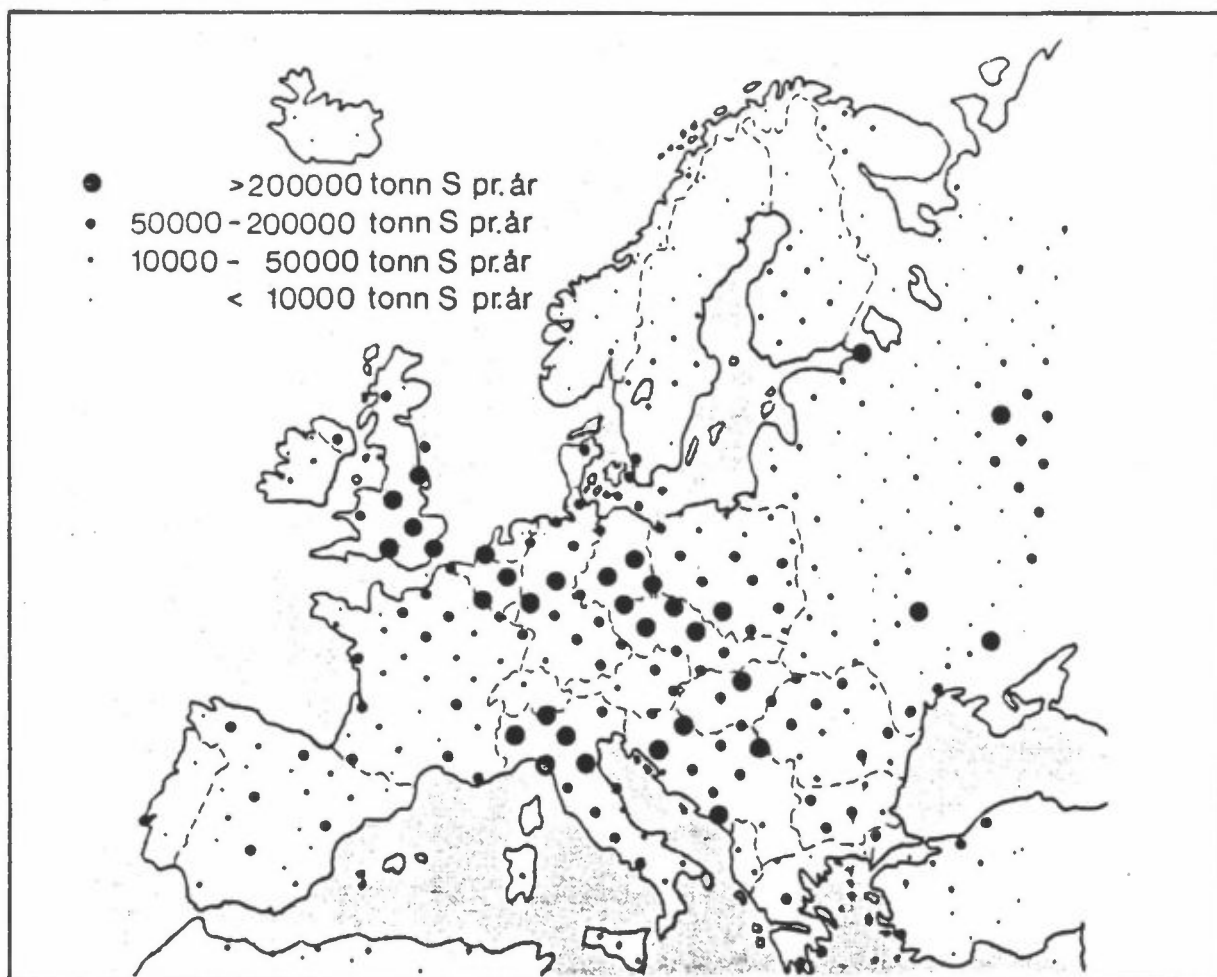 >200000 tonn S pr.år
50000-200000 tonn S pr.år
10000- 50000 tonn S pr.år
< 10000 tonn S pr.år